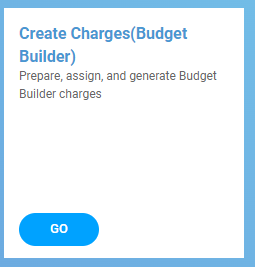 Create Charges(Budget
Builder)
Prepare, assign, and generate Budget
Builder charges
GO